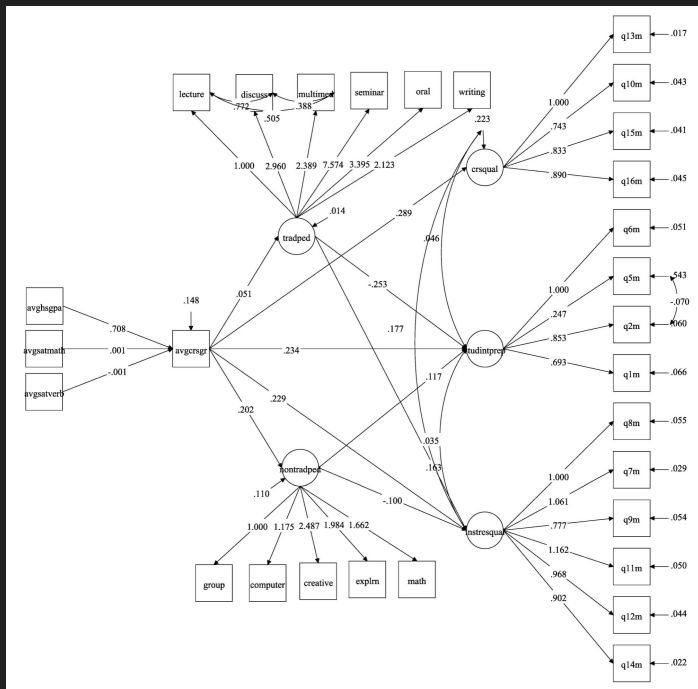 q13m
.017
lecture
discuss
multimed
seminar
oral
writing
.772
.505
.388
.223
q10m
.043
1.000
.743
.833
.890
q15m
.041
crsqual
q16m
.045
1.000
2.960
2.389
7.574
3.395
2.123
.014
.289
tradped
.046
q6m
.051
-.253
1.000
.247
.853
.693
q5m
.543
-.070
.051
.177
avghsgpa
.148
.708
q2m
.060
avgsatmath
.001
avgcrsgr
.234
studintprep
avgsatverb
-.001
q1m
.066
.117
.202
.229
q8m
.055
.035
.163
nontradped
1.000
q7m
.029
.110
-.100
1.061
.777
q9m
.054
1.000
1.175
2.487
1.984
1.662
instresqual
1.162
.968
.902
q11m
.050
group
computer
creative
explrn
math
q12m
.044
q14m
.022